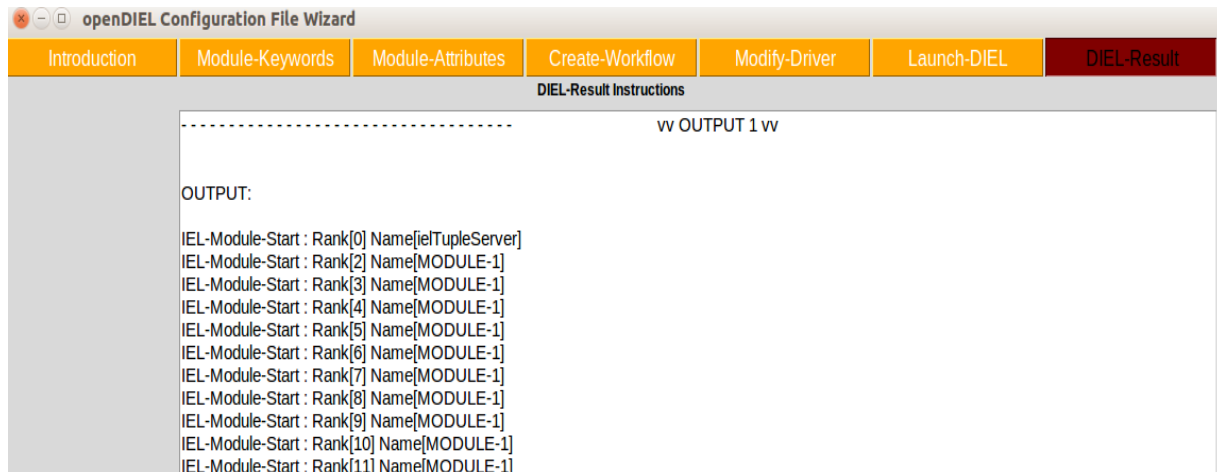 openDIEL Configuration File Wizard
Introduction Module-Keywords Module-Attributes Create-Workflow Modify-Driver Launch-DIEL DIEL-Result
DIEL-Result Instructions
- - - - - - - - - - - - - - - - - - - - - - - - - - - - - - - - - - - vv OUTPUT 1 vv
OUTPUT:
IEL-Module-Start : Rank[0] Name[ielTupleServer]
IEL-Module-Start : Rank[2] Name[MODULE-1]
IEL-Module-Start : Rank[3] Name[MODULE-1]
IEL-Module-Start : Rank[4] Name[MODULE-1]
IEL-Module-Start : Rank[5] Name[MODULE-1]
IEL-Module-Start : Rank[6] Name[MODULE-1]
IEL-Module-Start : Rank[7] Name[MODULE-1]
IEL-Module-Start : Rank[8] Name[MODULE-1]
IEL-Module-Start : Rank[9] Name[MODULE-1]
IEL-Module-Start : Rank[10] Name[MODULE-1]
IEL-Module-Start : Rank[11] Name[MODULE-1]